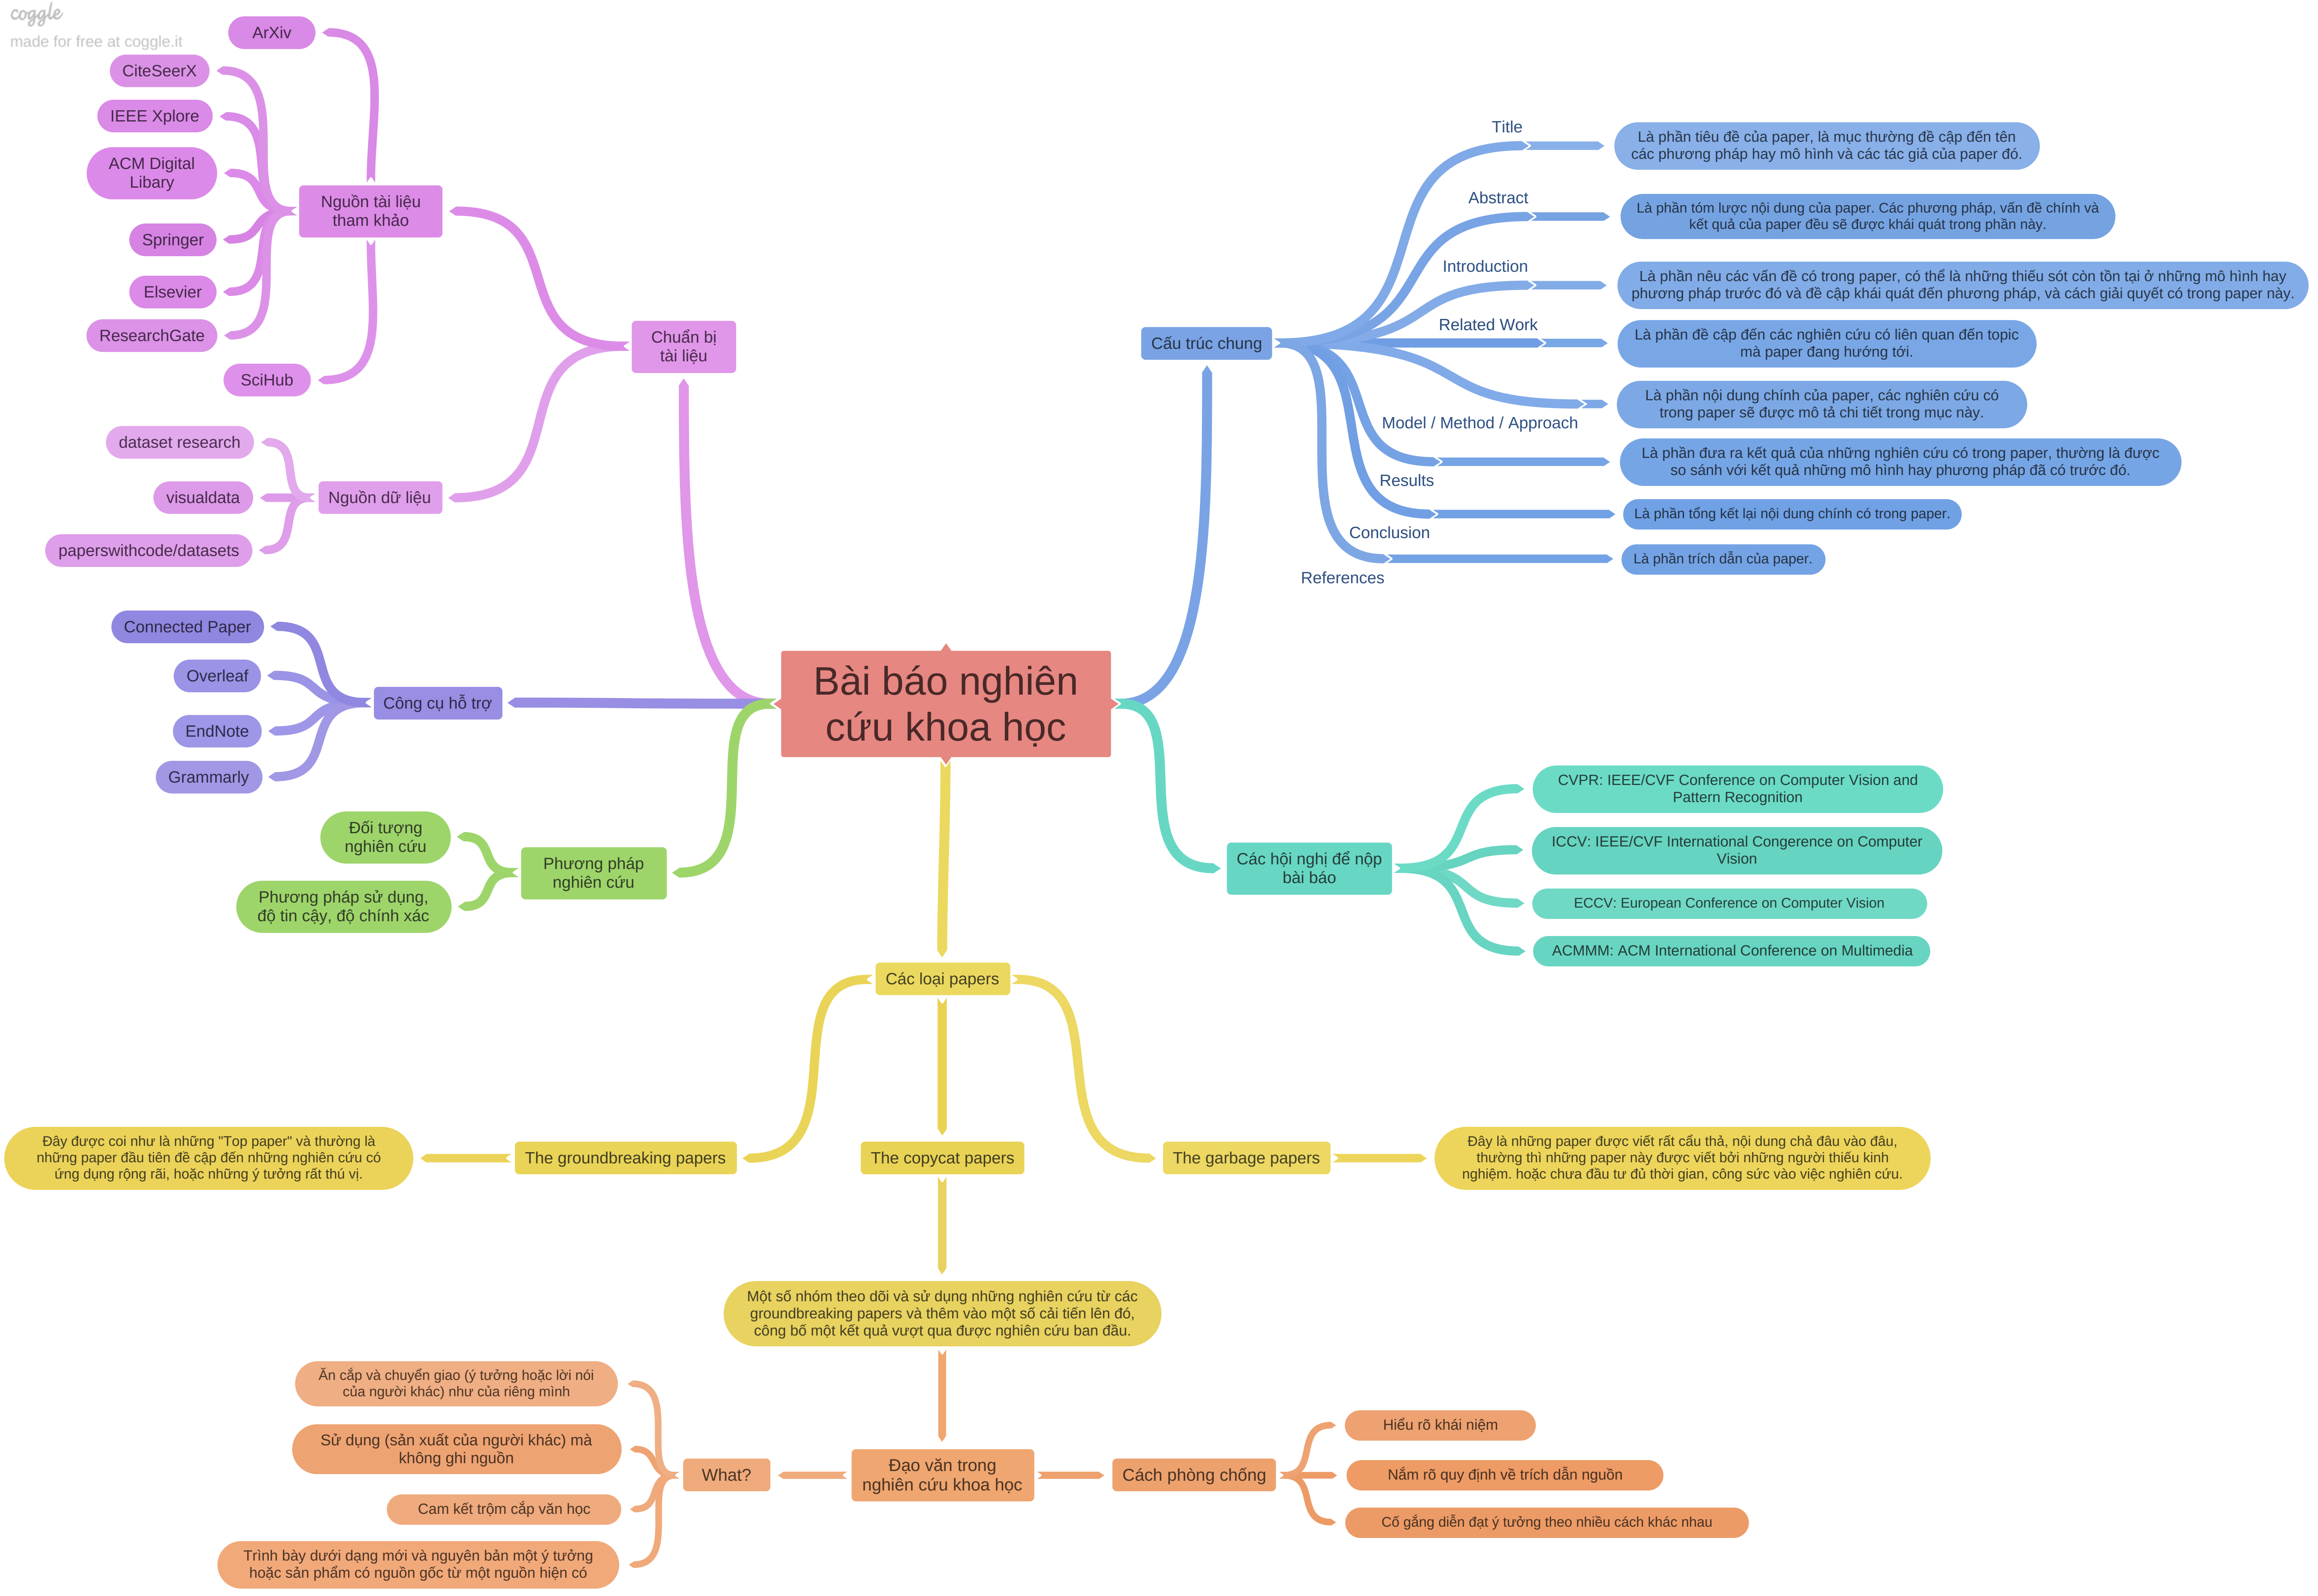 coggle
made for free at coggle.it
ArXiv
CiteSeerX
IEEE Xplore
ACM Digital
Libary
Springer
Elsevier
ResearchGate
SciHub
Nguồn tài liệu
tham khảo
dataset research
visualdata
paperswithcode/datasets
Nguồn dữ liệu
Chuẩn bị
tài liệu
Connected Paper
Overleaf
EndNote
Grammarly
Công cụ hỗ trợ
Đối tượng
nghiên cứu
Phương pháp sử dụng,
độ tin cậy, độ chính xác
Phương pháp
nghiên cứu
Bài báo nghiên
cứu khoa học
Cấu trúc chung
Title
Là phần tiêu đề của paper, là mục thường đề cập đến tên
các phương pháp hay mô hình và các tác giả của paper đó.
Abstract
Là phần tóm lược nội dung của paper. Các phương pháp, vấn đề chính và
kết quả của paper đều sẽ được khái quát trong phần này.
Introduction
Là phần nêu các vấn đề có trong paper, có thể là những thiếu sót còn tồn tại ở những mô hình hay
phương pháp trước đó và đề cập khái quát đến phương pháp, và cách giải quyết có trong paper này.
Related Work
Là phần đề cập đến các nghiên cứu có liên quan đến topic
mà paper đang hướng tới.
Model / Method / Approach
Là phần nội dung chính của paper, các nghiên cứu có
trong paper sẽ được mô tả chi tiết trong mục này.
Results
Là phần đưa ra kết quả của những nghiên cứu có trong paper, thường là được
so sánh với kết quả những mô hình hay phương pháp đã có trước đó.
Conclusion
Là phần tổng kết lại nội dung chính có trong paper.
References
Là phần trích dẫn của paper.
Các hội nghị để nộp
bài báo
CVPR: IEEE/CVF Conference on Computer Vision and
Pattern Recognition
ICCV: IEEE/CVF International Congerence on Computer
Vision
ECCV: European Conference on Computer Vision
ACMMM: ACM International Conference on Multimedia
Các loại papers
The groundbreaking papers
Đây được coi như là những "Top paper" và thường là
những paper đầu tiên đề cập đến những nghiên cứu có
ứng dụng rộng rãi, hoặc những ý tưởng rất thú vị.
The copycat papers
The garbage papers
Đây là những paper được viết rất cẩu thả, nội dung chả đâu vào đâu,
thường thì những paper này được viết bởi những người thiếu kinh
nghiệm. hoặc chưa đầu tư đủ thời gian, công sức vào việc nghiên cứu.
Một số nhóm theo dõi và sử dụng những nghiên cứu từ các
groundbreaking papers và thêm vào một số cải tiến lên đó,
công bố một kết quả vượt qua được nghiên cứu ban đầu.
Đạo văn trong
nghiên cứu khoa học
What?
Ăn cắp và chuyển giao (ý tưởng hoặc lời nói
của người khác) như của riêng mình
Sử dụng (sản xuất của người khác) mà
không ghi nguồn
Cam kết trộm cắp văn học
Trình bày dưới dạng mới và nguyên bản một ý tưởng
hoặc sản phẩm có nguồn gốc từ một nguồn hiện có
Cách phòng chống
Hiểu rõ khái niệm
Nắm rõ quy định về trích dẫn nguồn
Cố gắng diễn đạt ý tưởng theo nhiều cách khác nhau